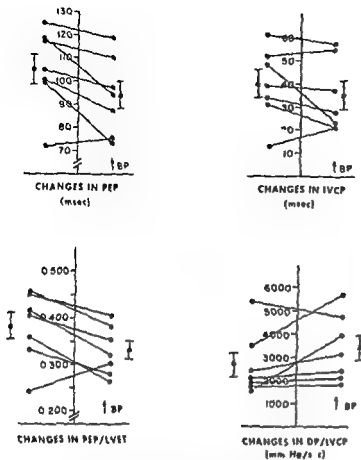 130
120
110
100
90
80
70
↑ BP
CHANGES IN PEP
(msec)
60
50
40
30
20
10
↑ BP
CHANGES IN IVCP
(msec)
0.500
0.400
0.300
0.200
↑ BP
CHANGES IN PEP/LVET
6000
5000
4000
3000
2000
1000
↑ BP
CHANGES IN DP/IVCP
(mm Hg/s c)